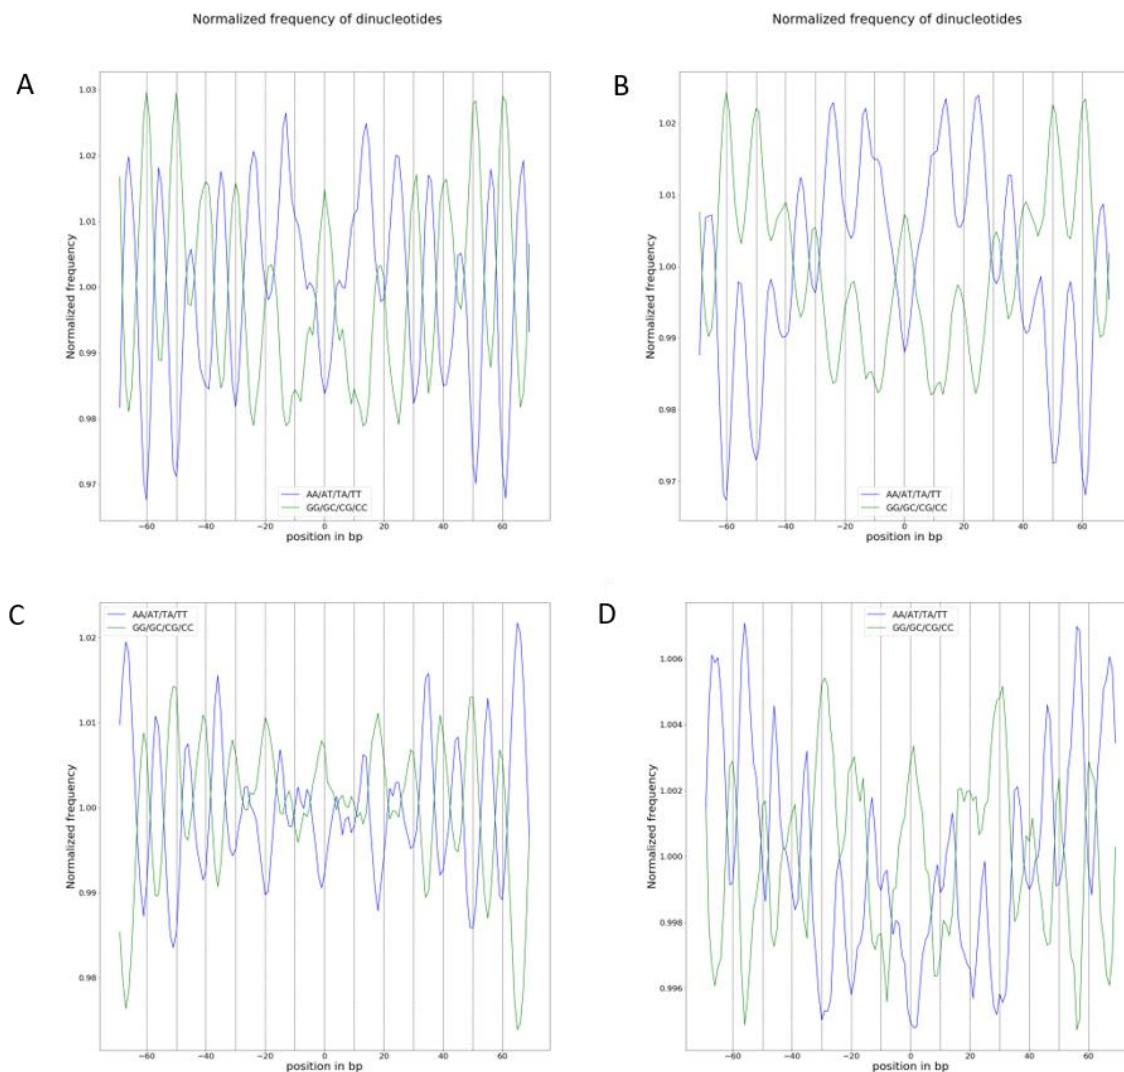 Normalized frequency of dinucleotides
Normalized frequency of dinucleotides
A
1.03
1.02
1.01
1.00
0.99
0.98
0.97
Normalized frequency
AA/AT/TA/TT
GG/GC/CG/CC
−60 −40 −20 0 20 40 60
position in bp
B
1.02
1.01
1.00
0.99
0.98
0.97
Normalized frequency
AA/AT/TA/TT
GG/GC/CG/CC
−60 −40 −20 0 20 40 60
position in bp
C
AA/AT/TA/TT
GG/GC/CG/CC
1.02
1.01
1.00
0.99
0.98
Normalized frequency
−60 −40 −20 0 20 40 60
position in bp
D
AA/AT/TA/TT
GG/GC/CG/CC
1.006
1.004
1.002
1.000
0.998
0.996
Normalized frequency
−60 −40 −20 0 20 40 60
position in bp